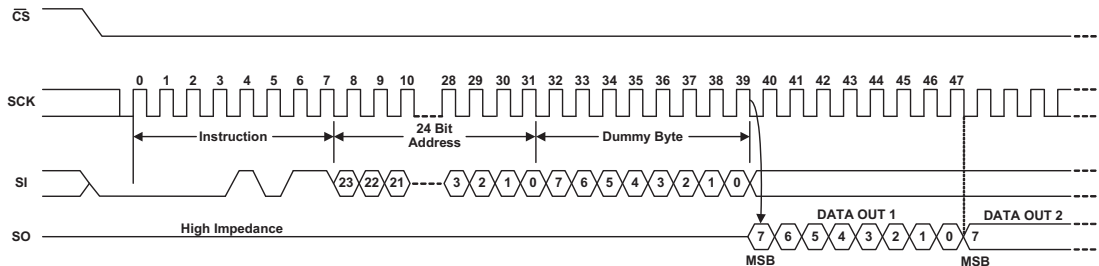 CS
0 1 2 3 4 5 6 7 8 9 10 28 29 30 31 32 33 34 35 36 37 38 39 40 41 42 43 44 45 46 47
SCK
Instruction
24 Bit
Address
Dummy Byte
SI
23 22 21 3 2 1 0 7 6 5 4 3 2 1 0
DATA OUT 1
DATA OUT 2
High Impedance
SO
7 6 5 4 3 2 1 0 7
MSB
MSB